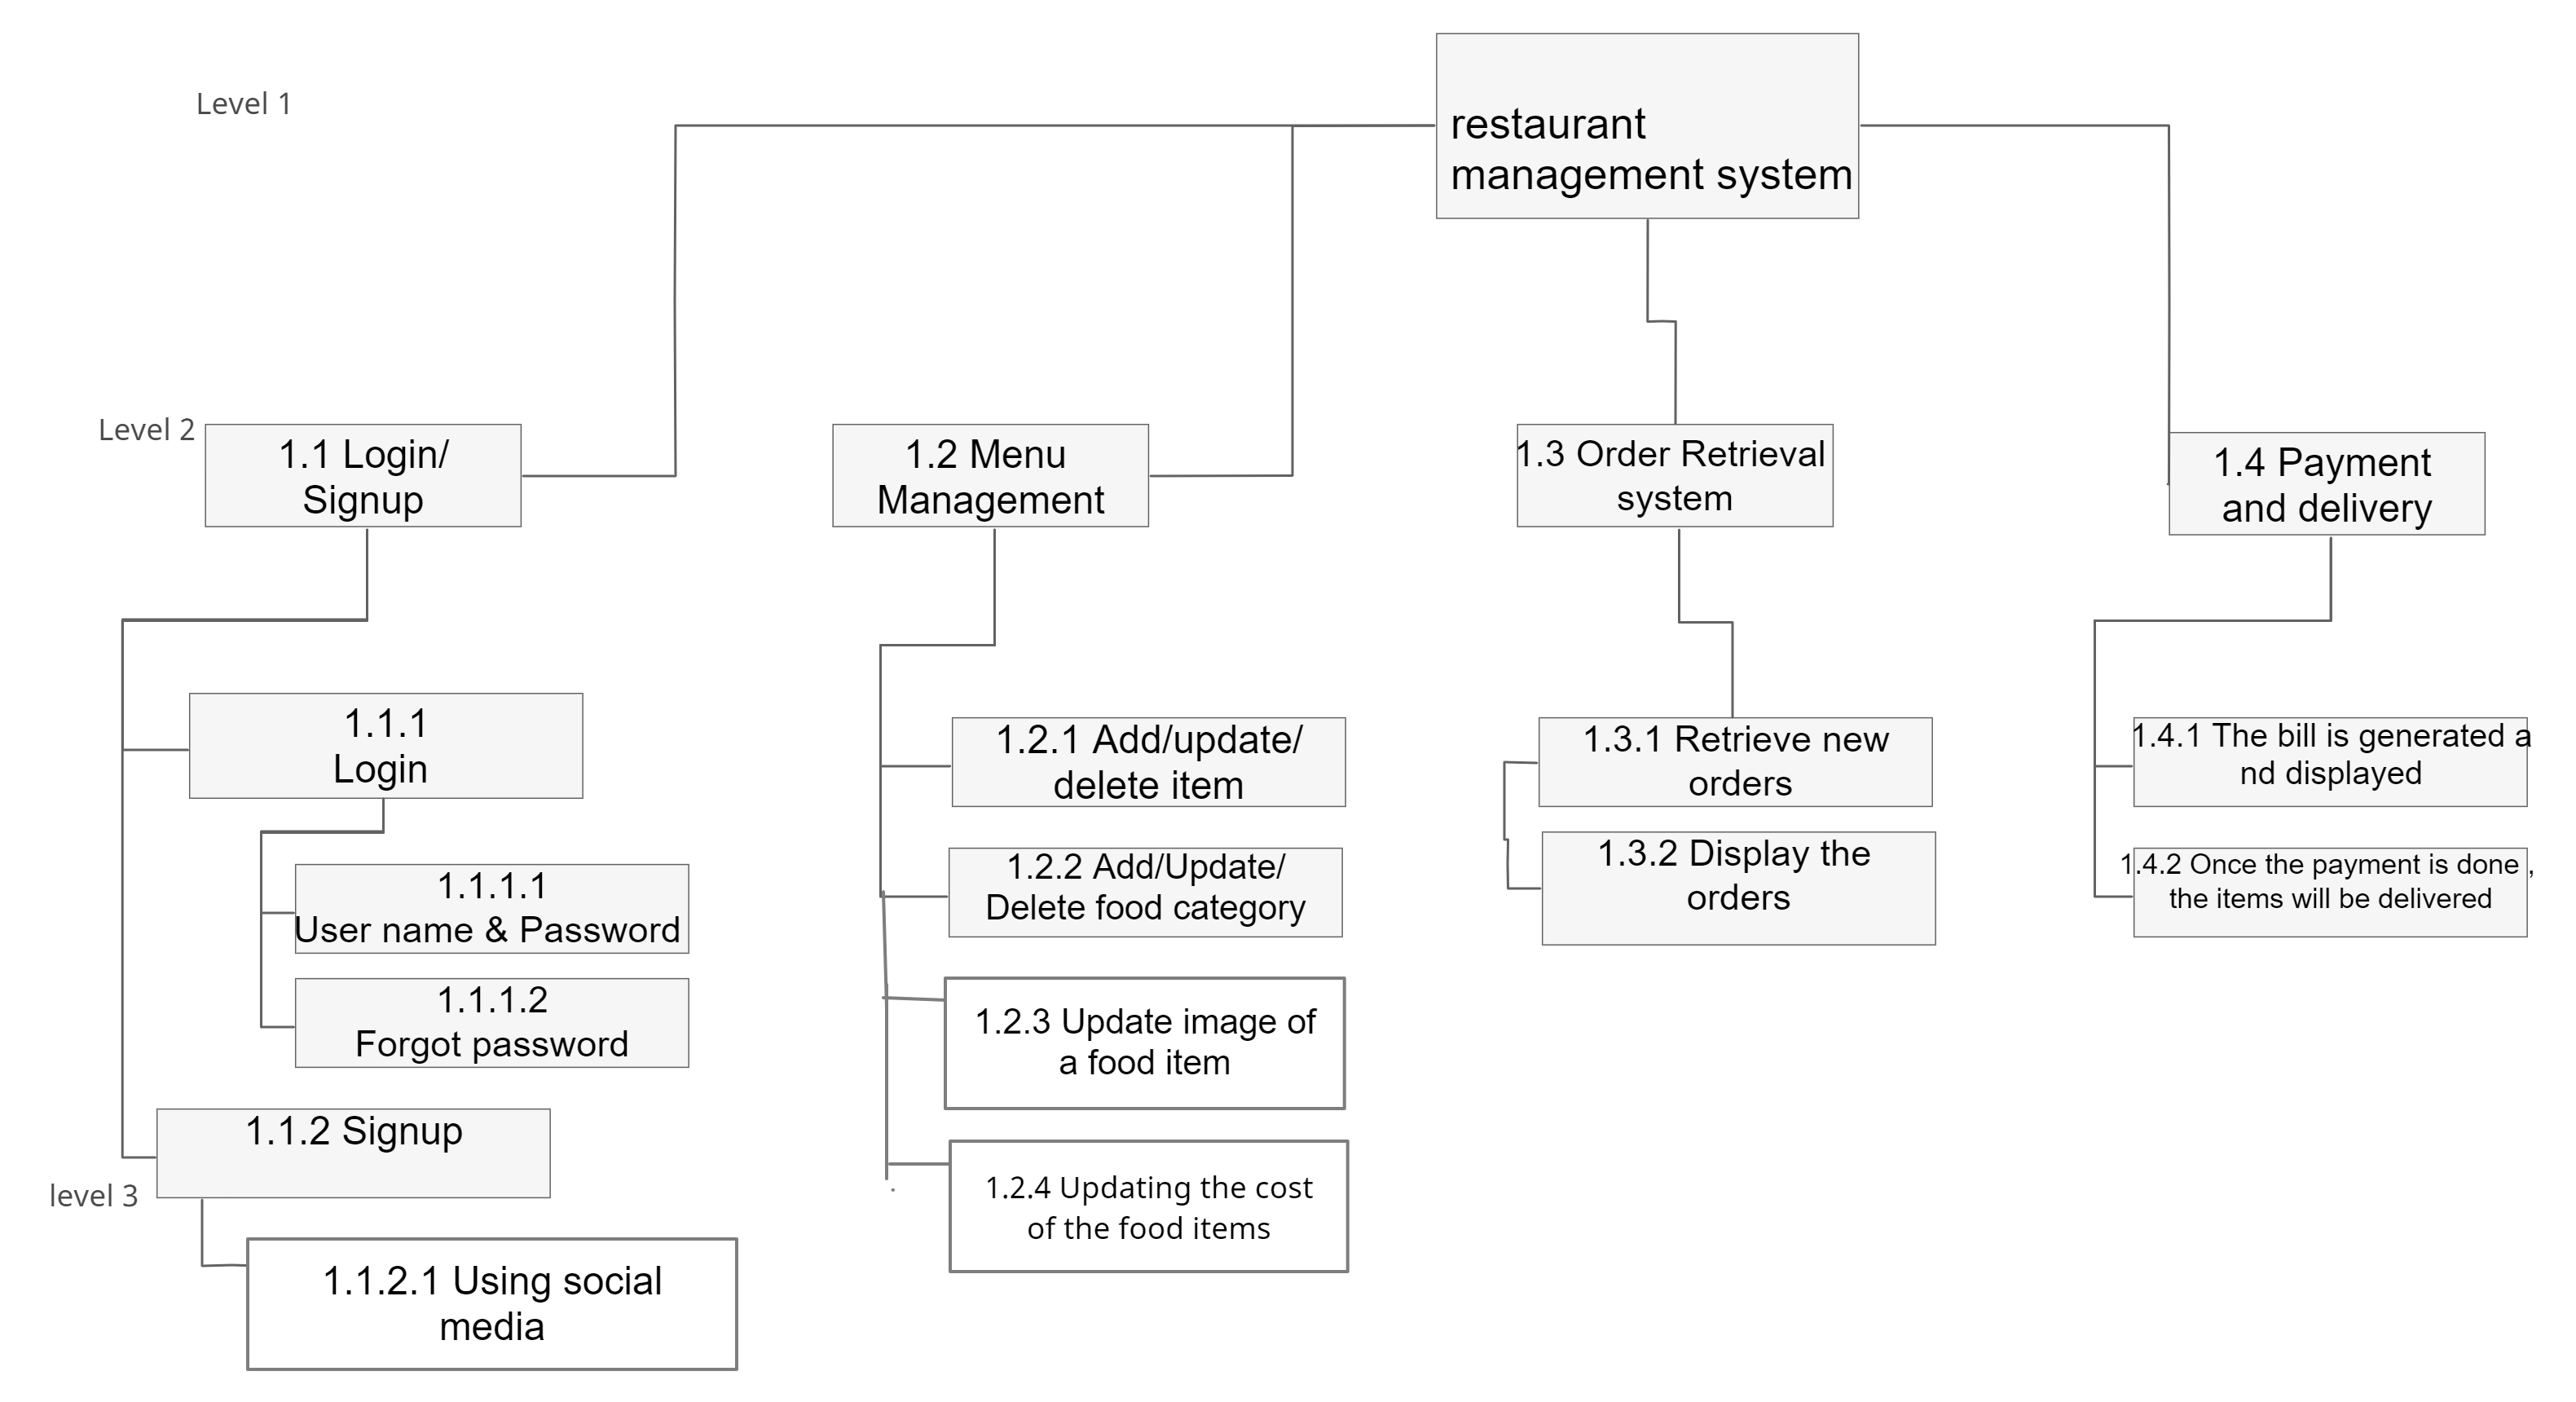 Level 1
restaurant
management system
Level 2
1.1 Login/
Signup
1.2 Menu
Management
1.3 Order Retrieval
system
1.4 Payment
and delivery
1.1.1
Login
1.1.1.1
User name & Password
1.1.1.2
Forgot password
1.1.2 Signup
level 3
1.1.2.1 Using social
media
1.2.1 Add/update/
delete item
1.2.2 Add/Update/
Delete food category
1.2.3 Update image of
a food item
1.2.4 Updating the cost
of the food items
1.3.1 Retrieve new
orders
1.3.2 Display the
orders
1.4.1 The bill is generated a
nd displayed
1.4.2 Once the payment is done ,
the items will be delivered